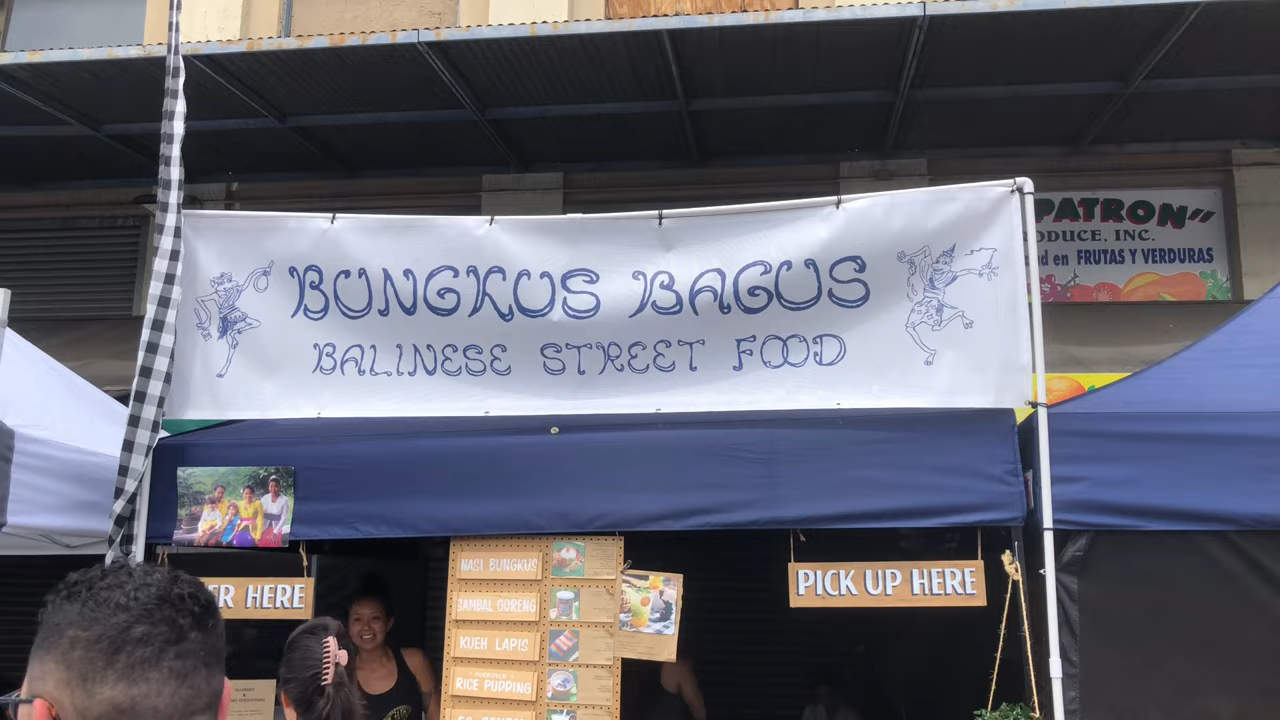 BUNGKUS BAGUS
BALINESE STREET FOOD
PATRON"
ODUCE, INC.
en FRUTAS Y VERDURAS
ER HERE
PICK UP HERE
NASI BUNGKUS
SAMBAL GORENG
KUEH LAPIS
RICE PUDDING